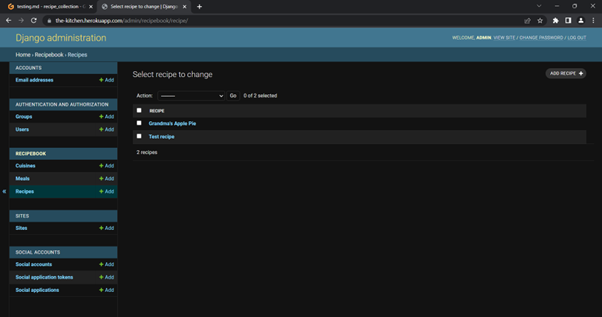 testing.md - recipe_collection - G
Select recipe to change | Django
the-kitchen.herokuapp.com/admin/recipebook/recipe/
Django administration
WELCOME, ADMIN. VIEW SITE / CHANGE PASSWORD / LOG OUT
Home › Recipebook › Recipes
ACCOUNTS
Email addresses + Add
AUTHENTICATION AND AUTHORIZATION
Groups + Add
Users + Add
RECIPEBOOK
Cuisines + Add
Meals + Add
Recipes + Add
SITES
Sites + Add
SOCIAL ACCOUNTS
Social accounts + Add
Social application tokens + Add
Social applications + Add
«
Select recipe to change
ADD RECIPE +
Action: --------- Go 0 of 2 selected
RECIPE
Grandma's Apple Pie
Test recipe
2 recipes